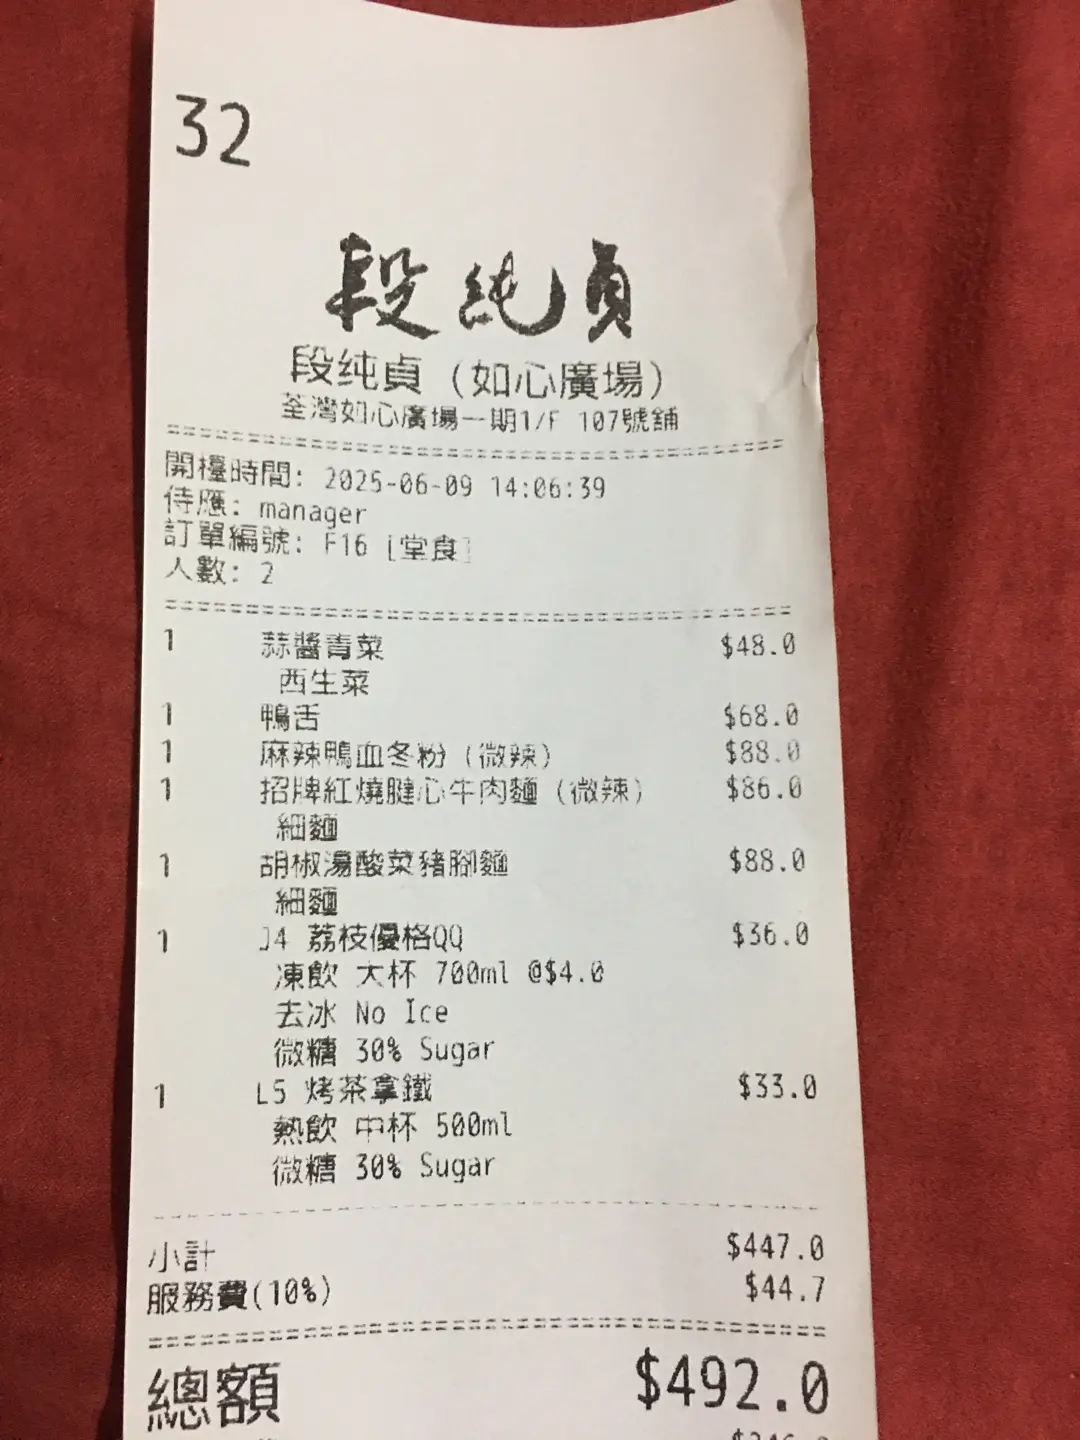 32
段純貞
段纯貞 (如心廣場)
荃灣如心廣場一期1/F 107號舖
開檯時間: 2025-06-09 14:06:39
侍應: manager
訂單編號: F16 [堂食]
人數: 2
1 蒜醬青菜 $48.0
西生菜
1 鴨舌 $68.0
1 麻辣鴨血冬粉 (微辣) $88.0
1 招牌紅燒腱心牛肉麵 (微辣) $86.0
細麵
1 胡椒湯酸菜豬腳麵 $88.0
細麵
1 J4 荔枝優格QQ $36.0
凍飲 大杯 700ml @$4.0
去冰 No Ice
微糖 30% Sugar
1 L5 烤茶拿鐵 $33.0
熱飲 中杯 500ml
微糖 30% Sugar
小計 $447.0
服務費(10%) $44.7
總額 $492.0